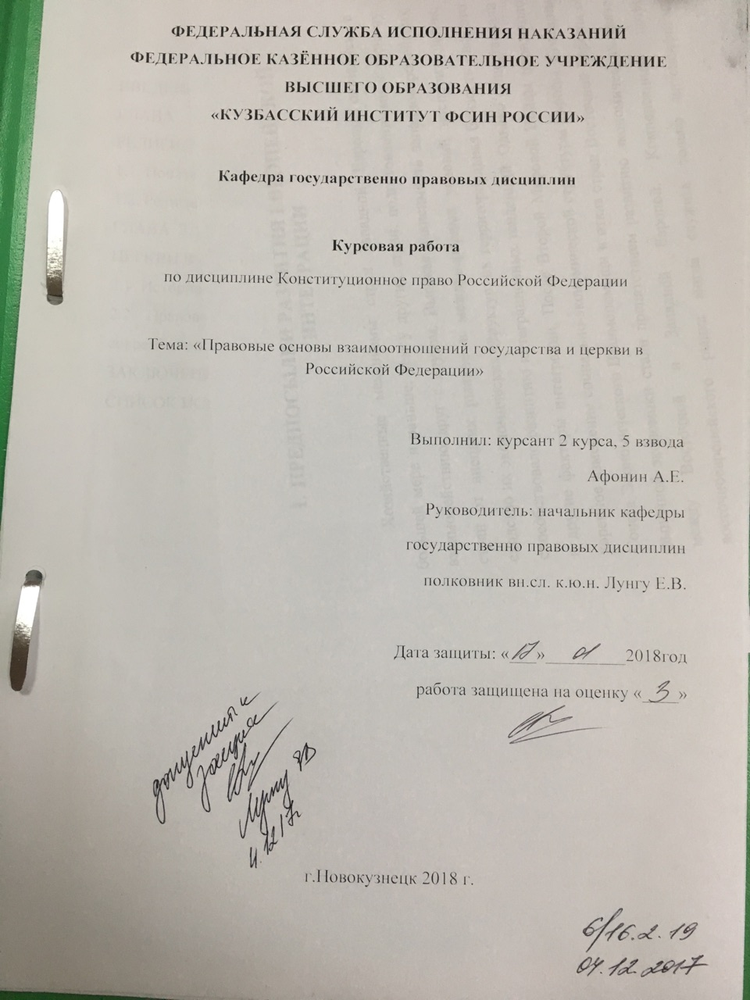 ФЕДЕРАЛЬНАЯ СЛУЖБА ИСПОЛНЕНИЯ НАКАЗАНИЙ
ФЕДЕРАЛЬНОЕ КАЗЁННОЕ ОБРАЗОВАТЕЛЬНОЕ УЧРЕЖДЕНИЕ
ВЫСШЕГО ОБРАЗОВАНИЯ
«КУЗБАССКИЙ ИНСТИТУТ ФСИН РОССИИ»
Кафедра государственно правовых дисциплин
Курсовая работа
по дисциплине Конституционное право Российской Федерации
Тема: «Правовые основы взаимоотношений государства и церкви в
Российской Федерации»
Выполнил: курсант 2 курса, 5 взвода
Афонин А.Е.
Руководитель: начальник кафедры
государственно правовых дисциплин
полковник вн.сл. к.ю.н. Лунгу Е.В.
Дата защиты: «17» 01 2018год
работа защищена на оценку «3»
допущена к
защите
Лунгу ЕВ
12/17г
г.Новокузнецк 2018 г.
6/16.2.19
04.12.2017